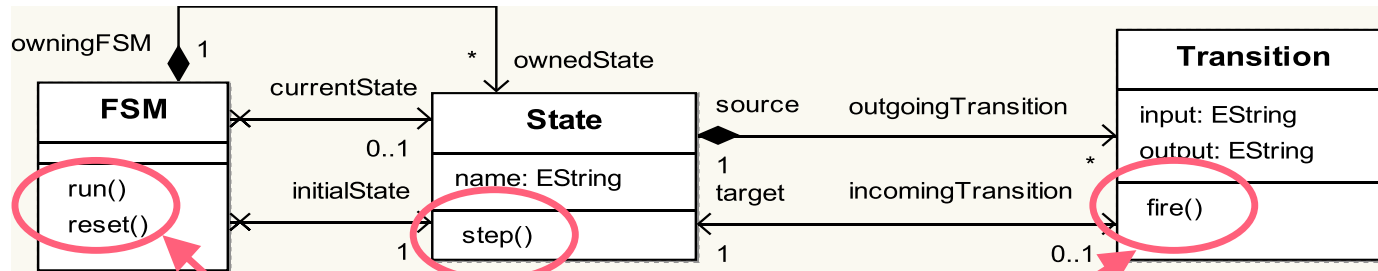 owningFSM
1
*
ownedState
FSM
run()
reset()
currentState
0..1
initialState
1
State
name: EString
step()
source
1
outgoingTransition
*
target
1
incomingTransition
0..1
Transition
input: EString
output: EString
fire()